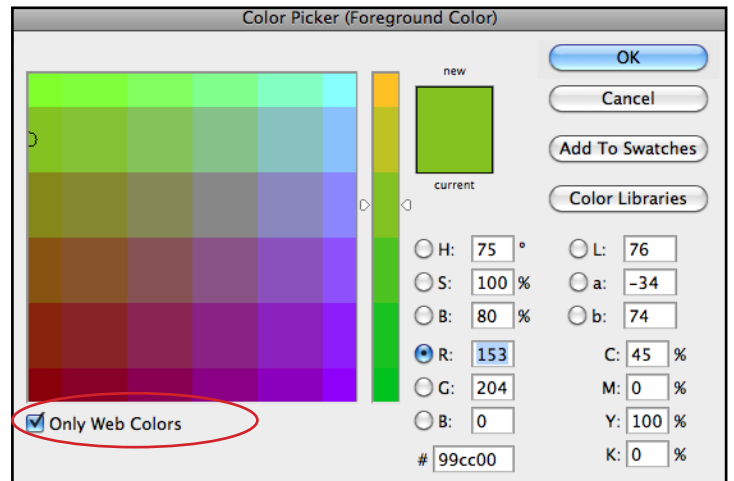 Color Picker (Foreground Color)
new
current
OK
Cancel
Add To Swatches
Color Libraries
H: 75 °
S: 100 %
B: 80 %
R: 153
G: 204
B: 0
# 99cc00
L: 76
a: -34
b: 74
C: 45 %
M: 0 %
Y: 100 %
K: 0 %
Only Web Colors